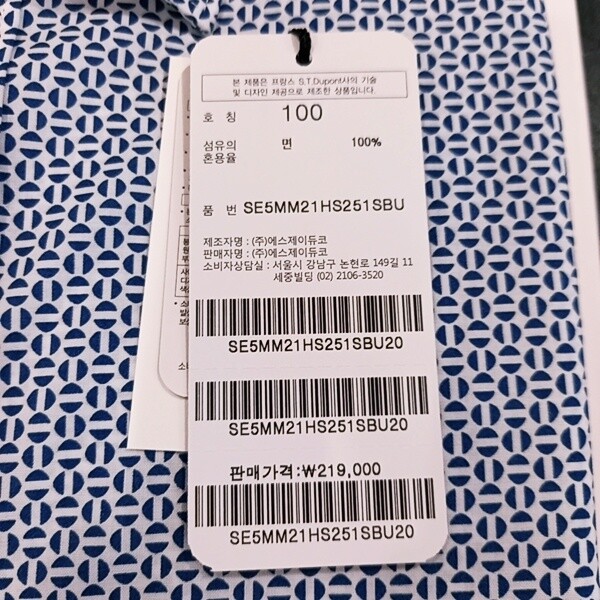 본 제품은 프랑스 S.T.Dupont사의 기술
및 디자인 제공으로 제조한 상품입니다.
호 칭 100
섬유의 면 100%
혼용율
품 번 SE5MM21HS251SBU
제조자명 : (주)에스제이듀코
판매자명 : (주)에스제이듀코
소비자상담실 : 서울시 강남구 논현로 149길 11
세중빌딩 (02) 2106-3520
SE5MM21HS251SBU20
SE5MM21HS251SBU20
판매가격:₩219,000
SE5MM21HS251SBU20